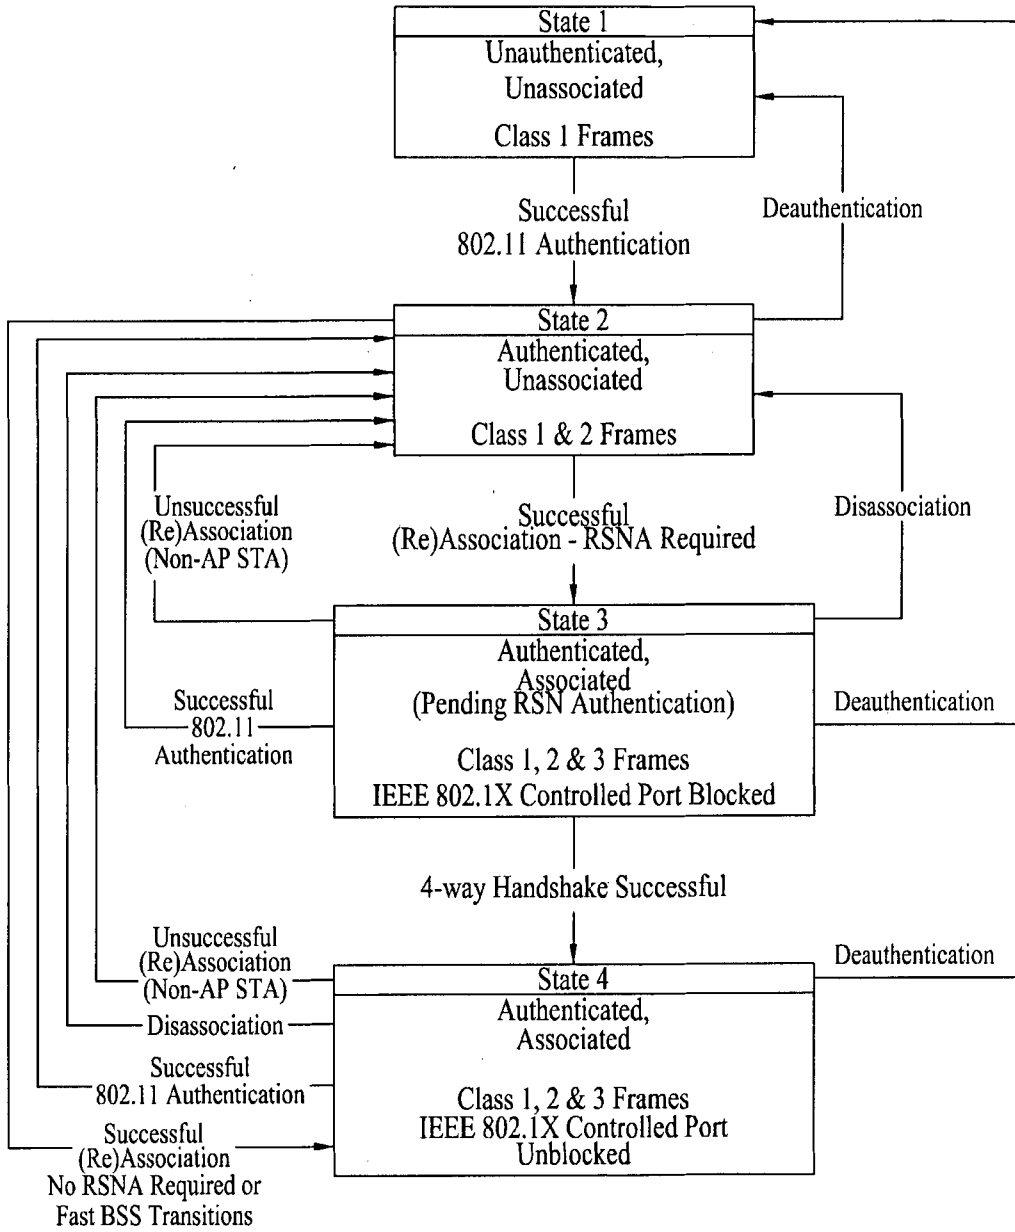 State 1
Unauthenticated,
Unassociated
Class 1 Frames
Successful
802.11 Authentication
Deauthentication
State 2
Authenticated,
Unassociated
Class 1 & 2 Frames
Unsuccessful
(Re)Association
(Non-AP STA)
Successful
(Re)Association - RSNA Required
Disassociation
State 3
Authenticated,
Associated
(Pending RSN Authentication)
Class 1, 2 & 3 Frames
IEEE 802.1X Controlled Port Blocked
Successful
802.11
Authentication
Deauthentication
4-way Handshake Successful
Unsuccessful
(Re)Association
(Non-AP STA)
Disassociation
Successful
802.11 Authentication
Successful
(Re)Association
No RSNA Required or
Fast BSS Transitions
State 4
Authenticated,
Associated
Class 1, 2 & 3 Frames
IEEE 802.1X Controlled Port
Unblocked
Deauthentication